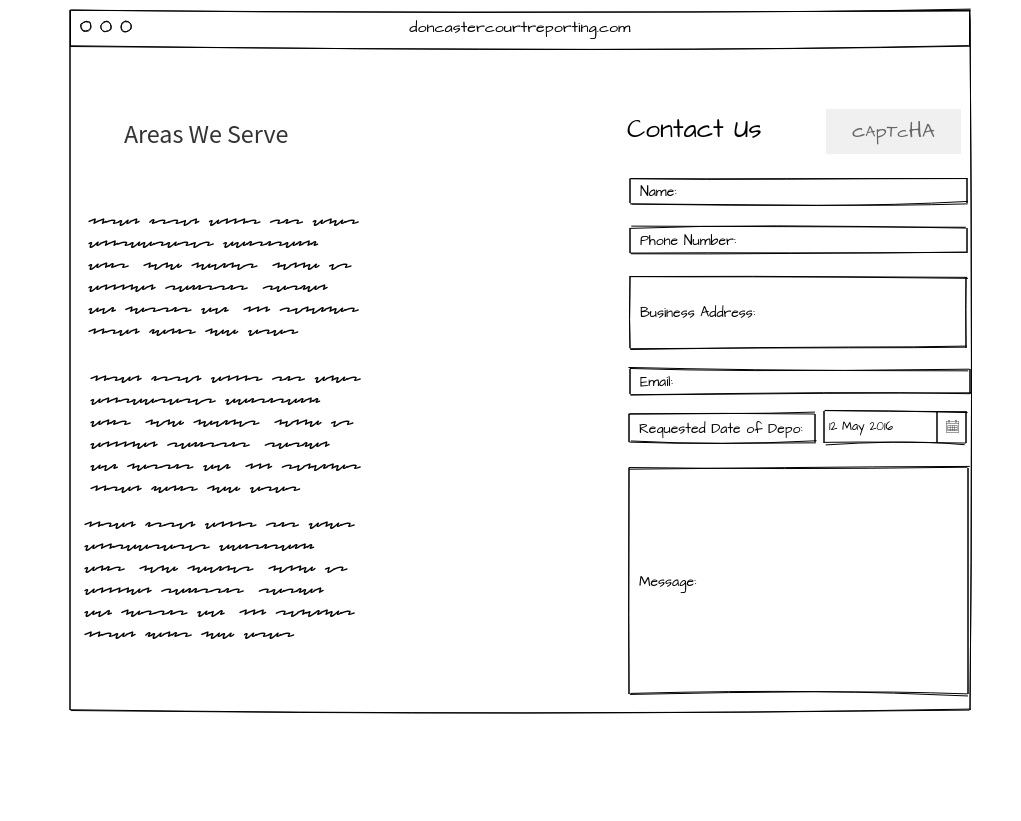 doncastercourtreporting.com
Areas We Serve
Contact Us
CAPTCHA
Name:
Phone Number:
Business Address:
Email:
Requested Date of Depo:
12 May 2016
Message: